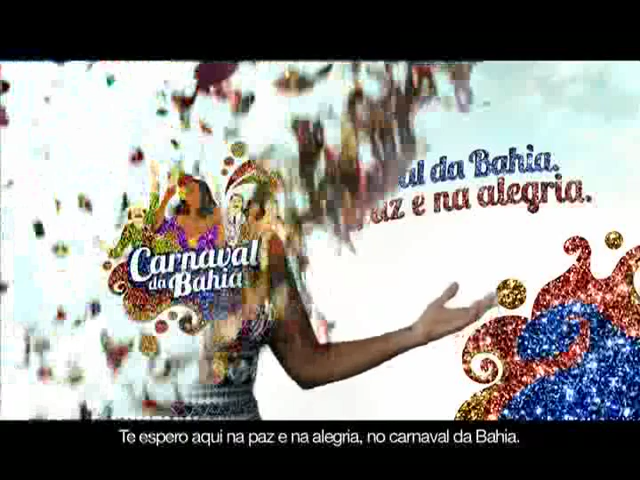 al da Bahia.
az e na alegria.
Carnaval
da Bahia
Te espero aqui na paz e na alegria, no carnaval da Bahia.